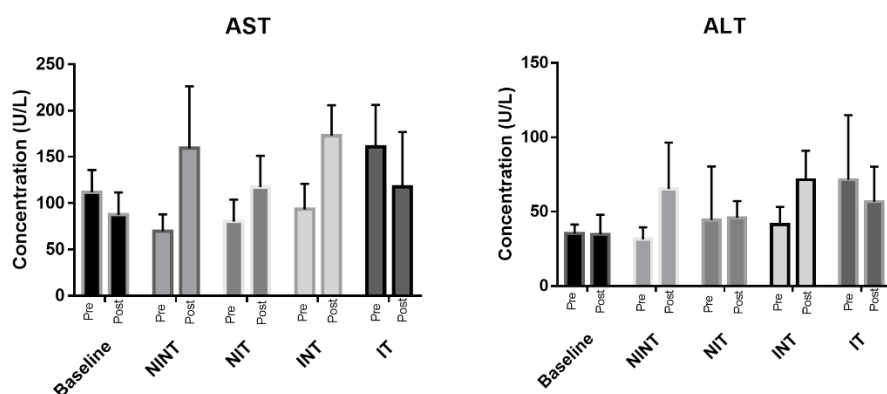 AST
Concentration (U/L)
250
200
150
100
50
0
Pre Post Pre Post Pre Post Pre Post Pre Post
Baseline NINT NIT INT IT
ALT
Concentration (U/L)
150
100
50
0
Pre Post Pre Post Pre Post Pre Post Pre Post
Baseline NINT NIT INT IT